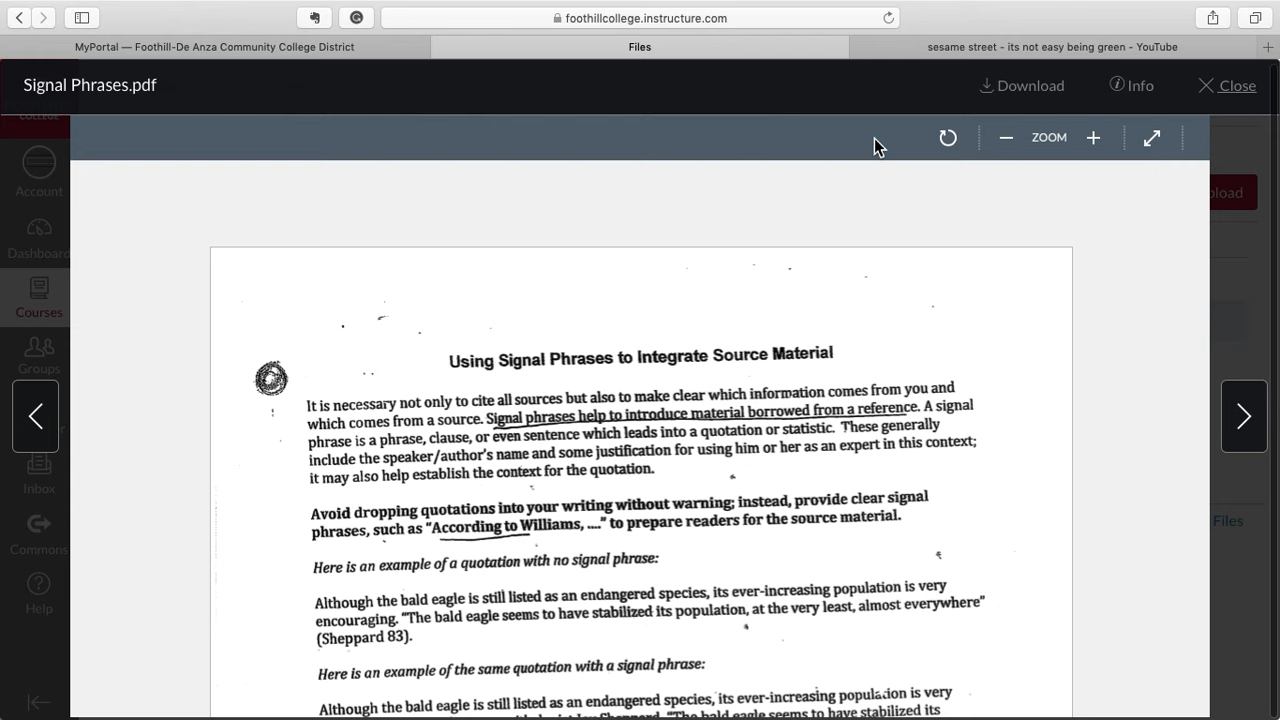 foothillcollege.instructure.com
MyPortal — Foothill-De Anza Community College District
Files
sesame street - its not easy being green - YouTube
Signal Phrases.pdf
Download
Info
Close
ZOOM
Account
Dashboard
Courses
Groups
Inbox
Commons
Help
Files
Using Signal Phrases to Integrate Source Material
It is necessary not only to cite all sources but also to make clear which information comes from you and
which comes from a source. Signal phrases help to introduce material borrowed from a reference. A signal
phrase is a phrase, clause, or even sentence which leads into a quotation or statistic. These generally
include the speaker/author's name and some justification for using him or her as an expert in this context;
it may also help establish the context for the quotation.
Avoid dropping quotations into your writing without warning; instead, provide clear signal
phrases, such as “According to Williams, ....” to prepare readers for the source material.
Here is an example of a quotation with no signal phrase:
Although the bald eagle is still listed as an endangered species, its ever-increasing population is very
encouraging. “The bald eagle seems to have stabilized its population, at the very least, almost everywhere”
(Sheppard 83).
Here is an example of the same quotation with a signal phrase:
Although the bald eagle is still listed as an endangered species, its ever-increasing population is very
Sheppard. “The bald eagle seems to have stabilized its